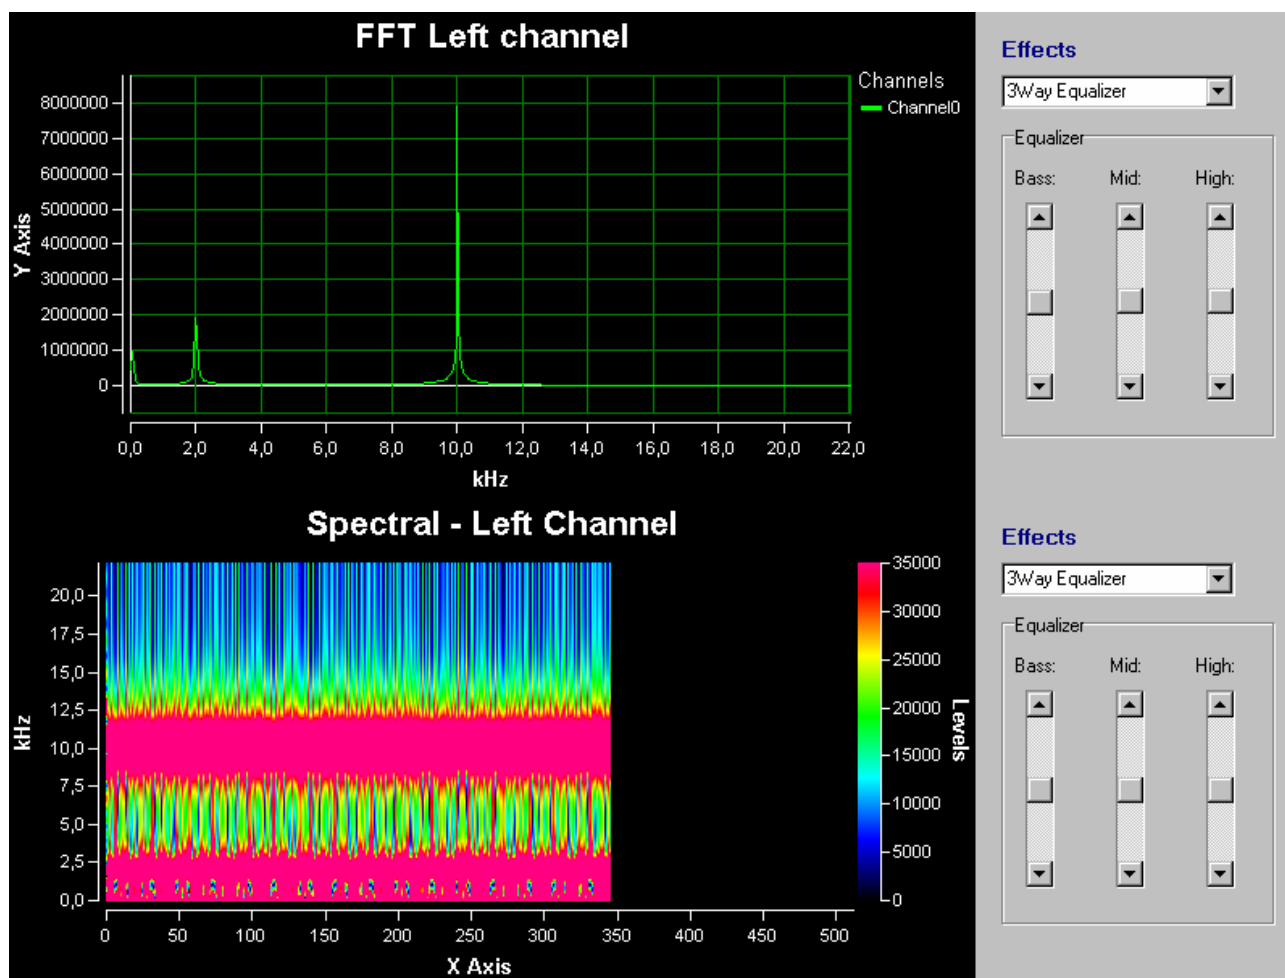 FFT Left channel
Channels
Channel0
8000000
7000000
6000000
5000000
4000000
3000000
2000000
1000000
0
Y Axis
0,0 2,0 4,0 6,0 8,0 10,0 12,0 14,0 16,0 18,0 20,0 22,0
kHz
Effects
3Way Equalizer
Equalizer
Bass: Mid: High:
Spectral - Left Channel
20,0
17,5
15,0
12,5
10,0
7,5
5,0
2,5
0,0
kHz
35000
30000
25000
20000
15000
10000
5000
0
Levels
0 50 100 150 200 250 300 350 400 450 500
X Axis
Effects
3Way Equalizer
Equalizer
Bass: Mid: High: